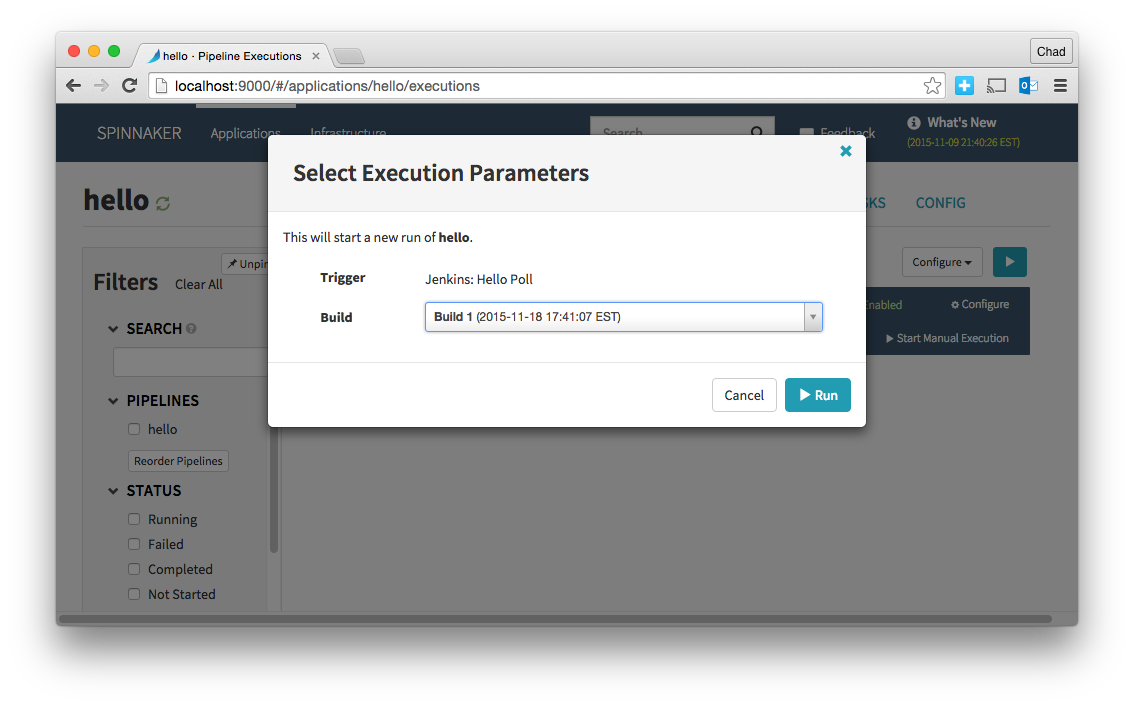 hello · Pipeline Executions
Chad
localhost:9000/#/applications/hello/executions
SPINNAKER
Applications
Infrastructure
Search
Feedback
What's New
(2015-11-09 21:40:26 EST)
Select Execution Parameters
hello
CONFIG
This will start a new run of hello.
Configure
Filters
Clear All
Trigger
Jenkins: Hello Poll
Build
Build 1 (2015-11-18 17:41:07 EST)
Configure
SEARCH
Start Manual Execution
Cancel
Run
PIPELINES
hello
Reorder Pipelines
STATUS
Running
Failed
Completed
Not Started